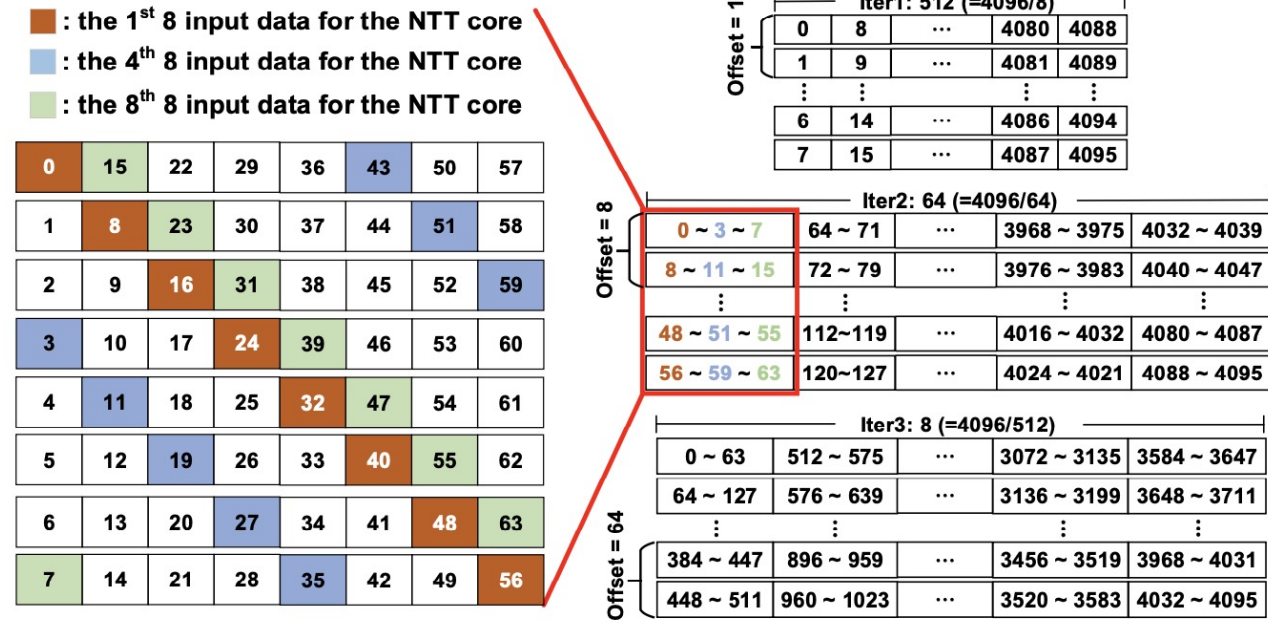 : the 1st 8 input data for the NTT core
: the 4th 8 input data for the NTT core
: the 8th 8 input data for the NTT core
0 15 22 29 36 43 50 57
1 8 23 30 37 44 51 58
2 9 16 31 38 45 52 59
3 10 17 24 39 46 53 60
4 11 18 25 32 47 54 61
5 12 19 26 33 40 55 62
6 13 20 27 34 41 48 63
7 14 21 28 35 42 49 56
Iter1: 512 (=4096/8)
Offset = 1
0 8 ... 4080 4088
1 9 ... 4081 4089
⋮ ⋮ ⋮ ⋮
6 14 ... 4086 4094
7 15 ... 4087 4095
Iter2: 64 (=4096/64)
Offset = 8
0 ~ 3 ~ 7 64 ~ 71 ... 3968 ~ 3975 4032 ~ 4039
8 ~ 11 ~ 15 72 ~ 79 ... 3976 ~ 3983 4040 ~ 4047
⋮ ⋮ ⋮ ⋮
48 ~ 51 ~ 55 112~119 ... 4016 ~ 4032 4080 ~ 4087
56 ~ 59 ~ 63 120~127 ... 4024 ~ 4021 4088 ~ 4095
Iter3: 8 (=4096/512)
0 ~ 63 512 ~ 575 ... 3072 ~ 3135 3584 ~ 3647
64 ~ 127 576 ~ 639 ... 3136 ~ 3199 3648 ~ 3711
⋮ ⋮ ⋮ ⋮
Offset = 64
384 ~ 447 896 ~ 959 ... 3456 ~ 3519 3968 ~ 4031
448 ~ 511 960 ~ 1023 ... 3520 ~ 3583 4032 ~ 4095